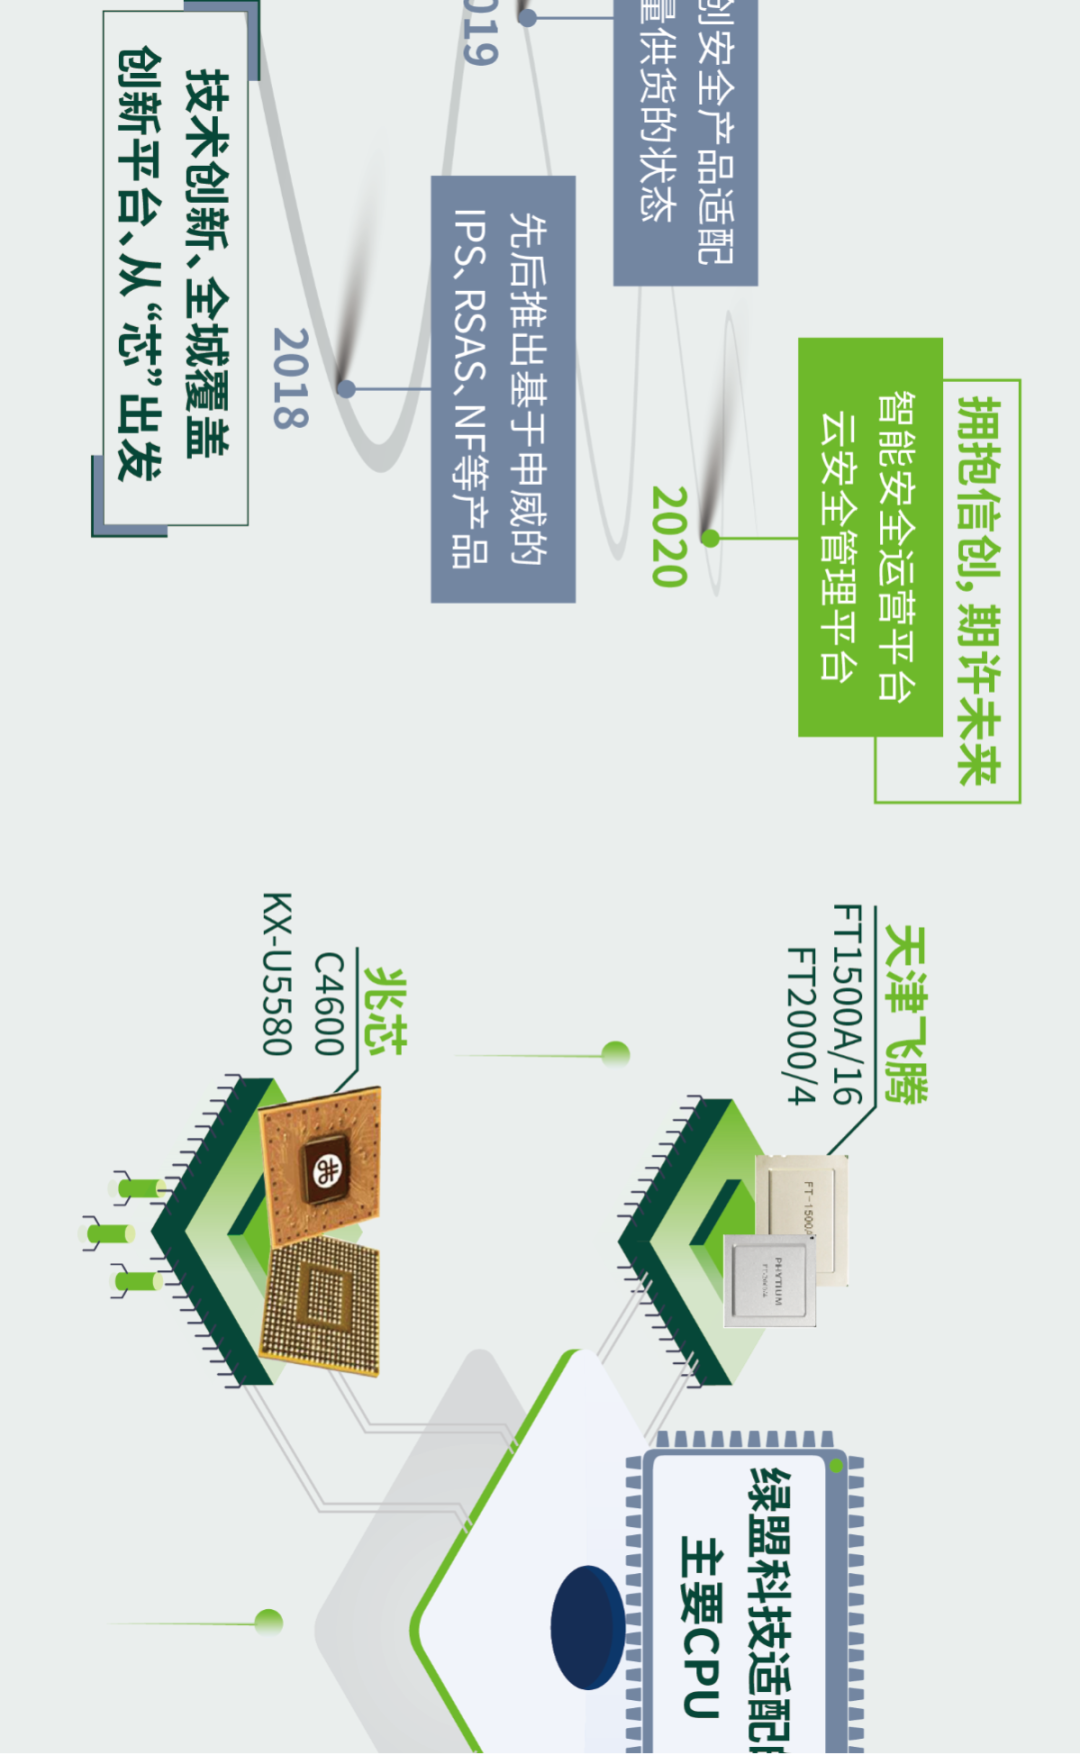 拥抱信创，期许未来
智能安全运营平台
云安全管理平台
2020
创安全产品适配
量供货的状态
019
先后推出基于申威的
IPS、RSAS、NF等产品
2018
技术创新、全城覆盖
创新平台、从“芯”出发
天津飞腾
FT1500A/16
FT2000/4
FT-1500A
PHYTIUM
兆芯
C4600
KX-U5580
绿盟科技适配
主要CPU